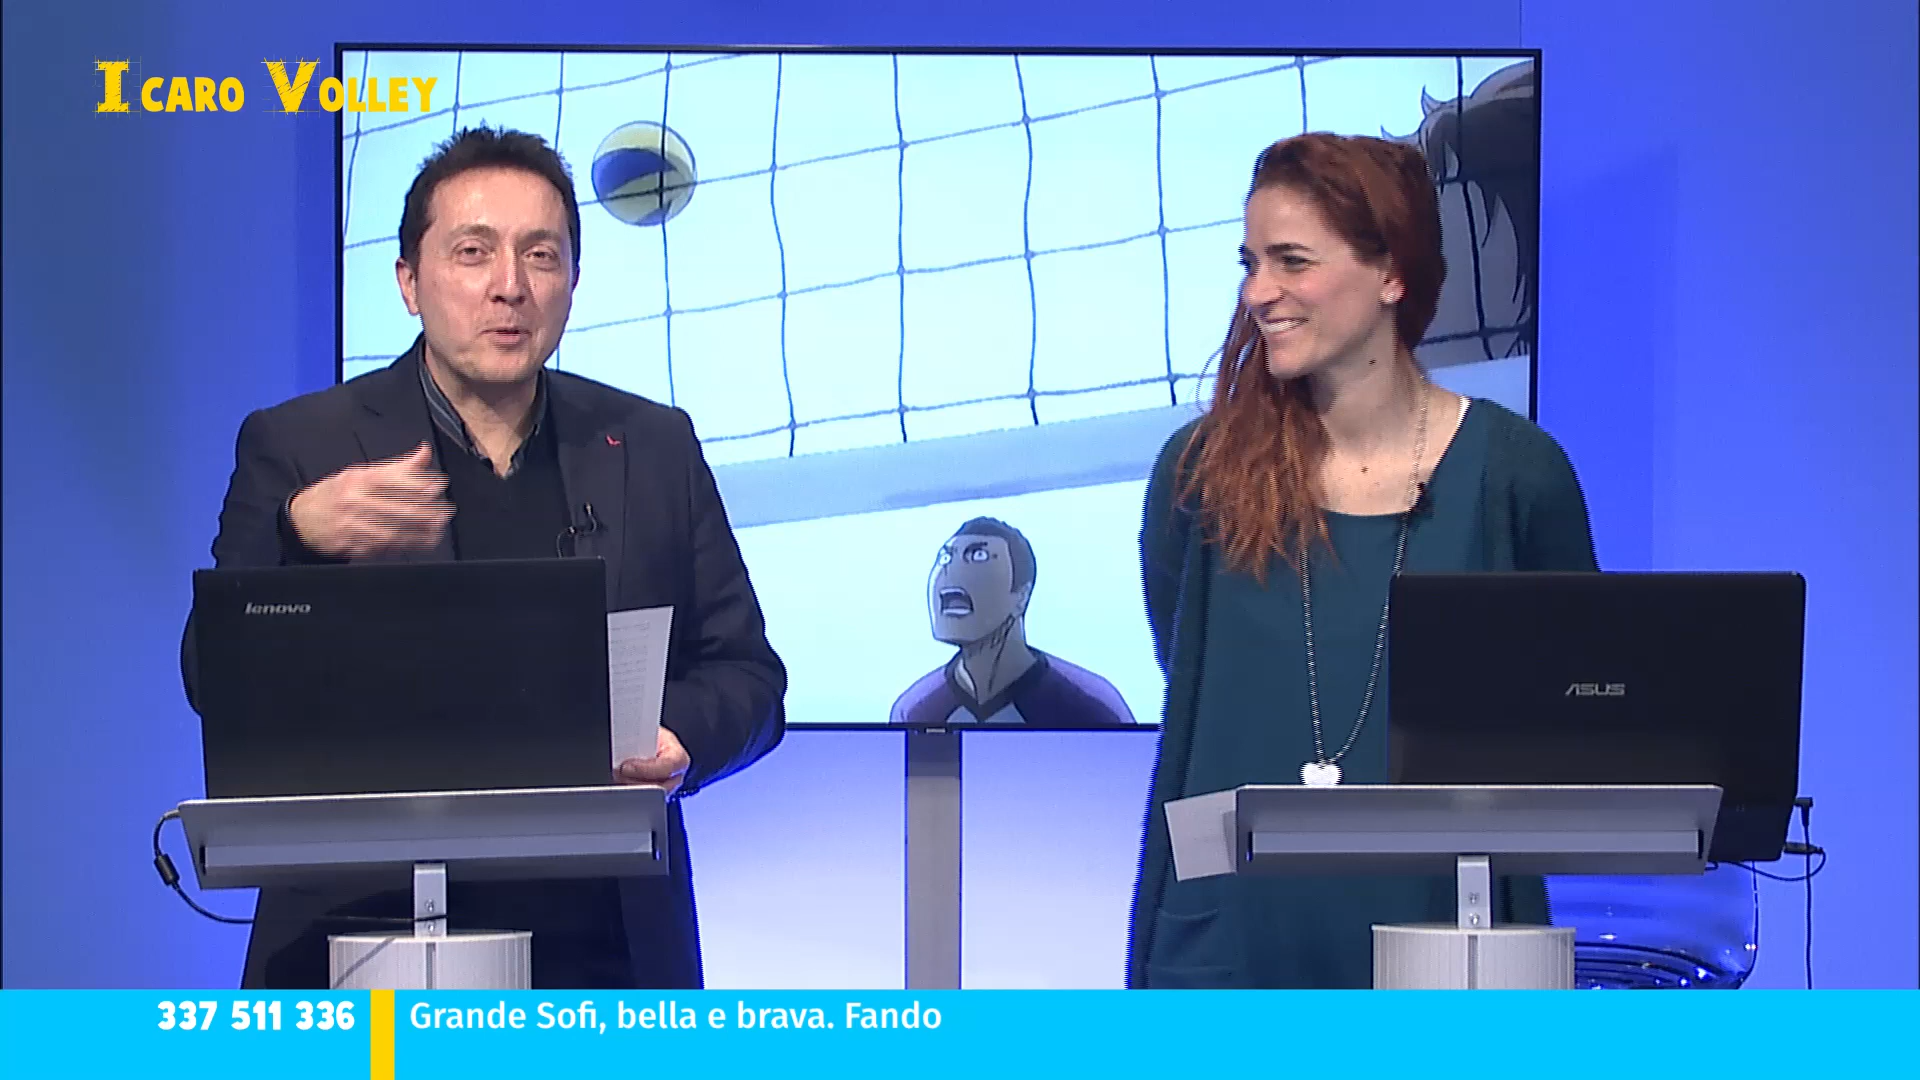 ICARO VOLLEY
lenovo
ASUS
337 511 336
Grande Sofi, bella e brava. Fando